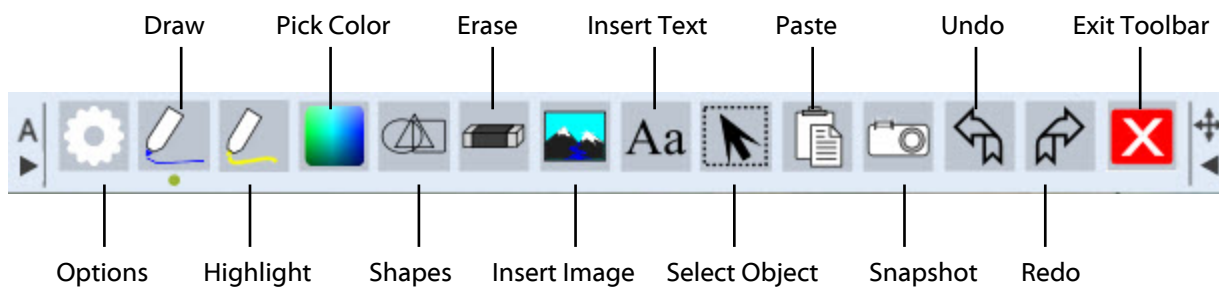 Draw Pick Color Erase Insert Text Paste Undo Exit Toolbar
A Aa X
Options Highlight Shapes Insert Image Select Object Snapshot Redo